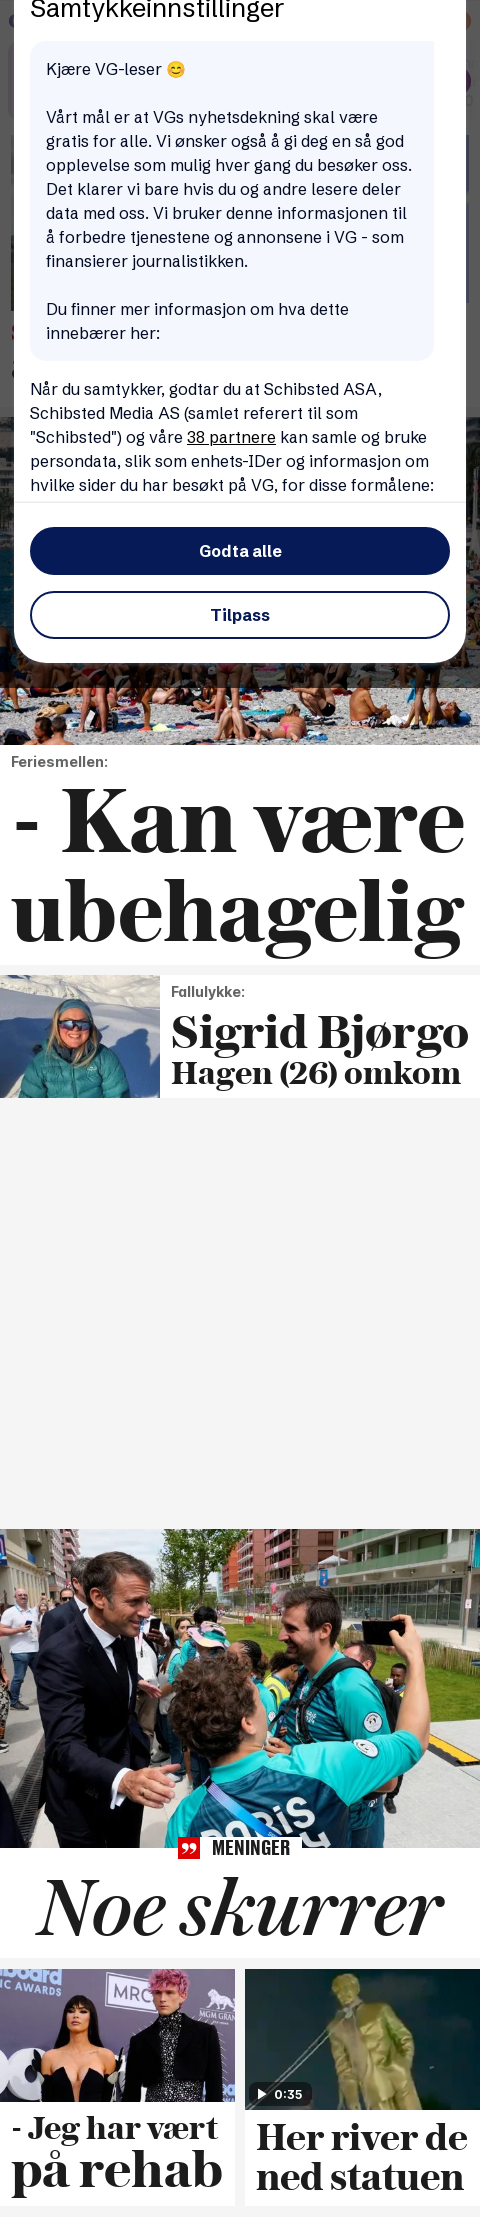 Samtykkeinnstillinger
Kjære VG-leser 😊
Vårt mål er at VGs nyhetsdekning skal være
gratis for alle. Vi ønsker også å gi deg en så god
opplevelse som mulig hver gang du besøker oss.
Det klarer vi bare hvis du og andre lesere deler
data med oss. Vi bruker denne informasjonen til
å forbedre tjenestene og annonsene i VG - som
finansierer journalistikken.
Du finner mer informasjon om hva dette
innebærer her:
Når du samtykker, godtar du at Schibsted ASA,
Schibsted Media AS (samlet referert til som
"Schibsted") og våre 38 partnere kan samle og bruke
persondata, slik som enhets-IDer og informasjon om
hvilke sider du har besøkt på VG, for disse formålene:
Godta alle
Tilpass
Feriesmellen:
- Kan være
ubehagelig
Fallulykke:
Sigrid Bjørgo
Hagen (26) omkom
MENINGER
Noe skurrer
- Jeg har vært
på rehab
0:35
Her river de
ned statuen